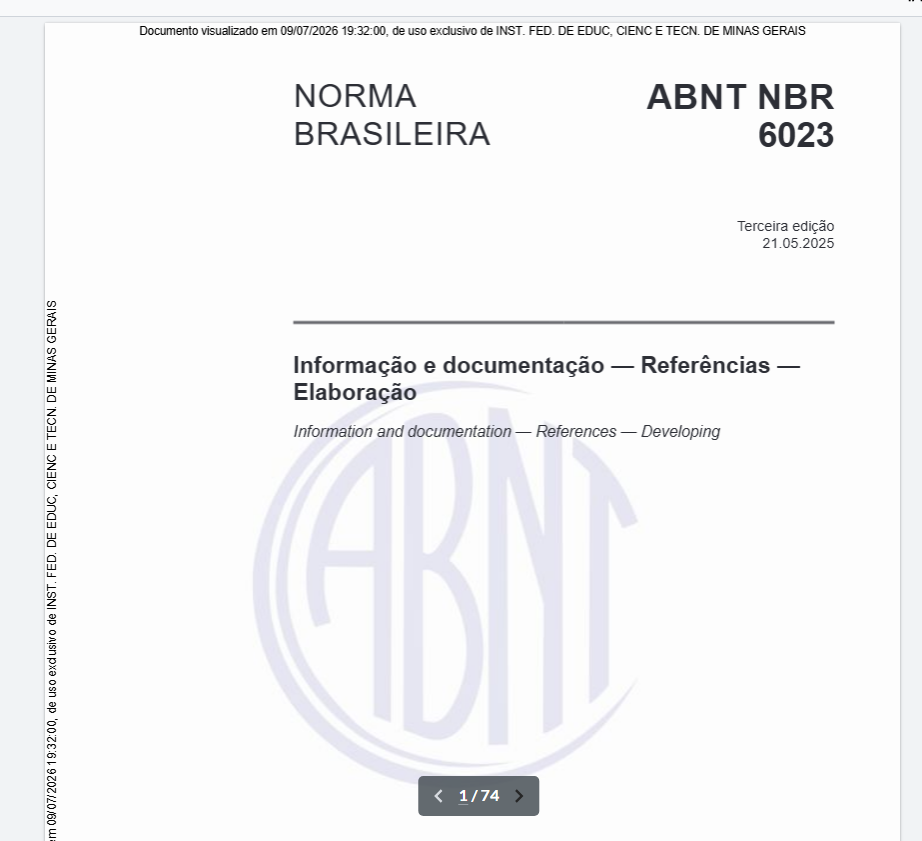 Documento visualizado em 09/07/2026 19:32:00, de uso exclusivo de INST. FED. DE EDUC, CIENC E TECN. DE MINAS GERAIS
NORMA
BRASILEIRA
ABNT NBR
6023
Terceira edição
21.05.2025
Informação e documentação — Referências —
Elaboração
Information and documentation — References — Developing
ABNT
em 09/07/2026 19:32:00, de uso exclusivo de INST. FED. DE EDUC, CIENC E TECN. DE MINAS GERAIS
1/74